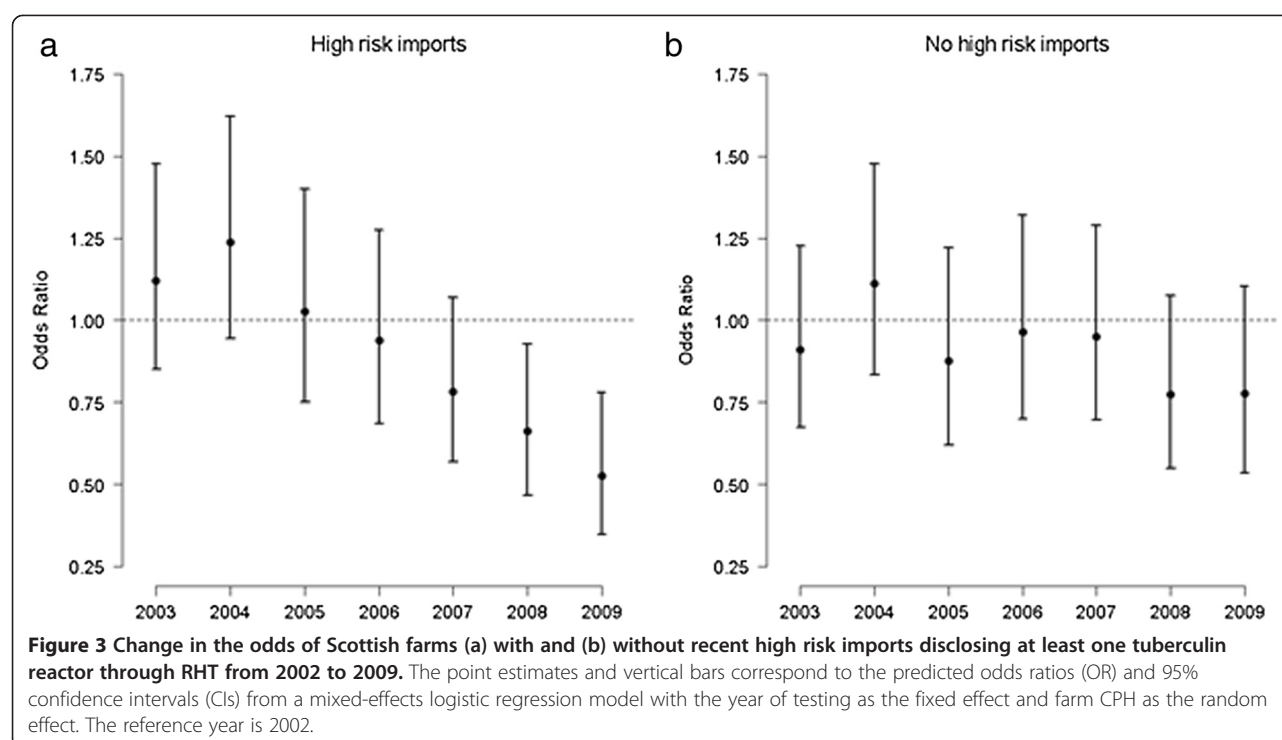 a
High risk imports
b
No high risk imports
1.75
1.50
1.25
1.00
0.75
0.50
0.25
Odds Ratio
2003 2004 2005 2006 2007 2008 2009
1.75
1.50
1.25
1.00
0.75
0.50
0.25
Odds Ratio
2003 2004 2005 2006 2007 2008 2009
Figure 3 Change in the odds of Scottish farms (a) with and (b) without recent high risk imports disclosing at least one tuberculin
reactor through RHT from 2002 to 2009. The point estimates and vertical bars correspond to the predicted odds ratios (OR) and 95%
confidence intervals (CIs) from a mixed-effects logistic regression model with the year of testing as the fixed effect and farm CPH as the random
effect. The reference year is 2002.